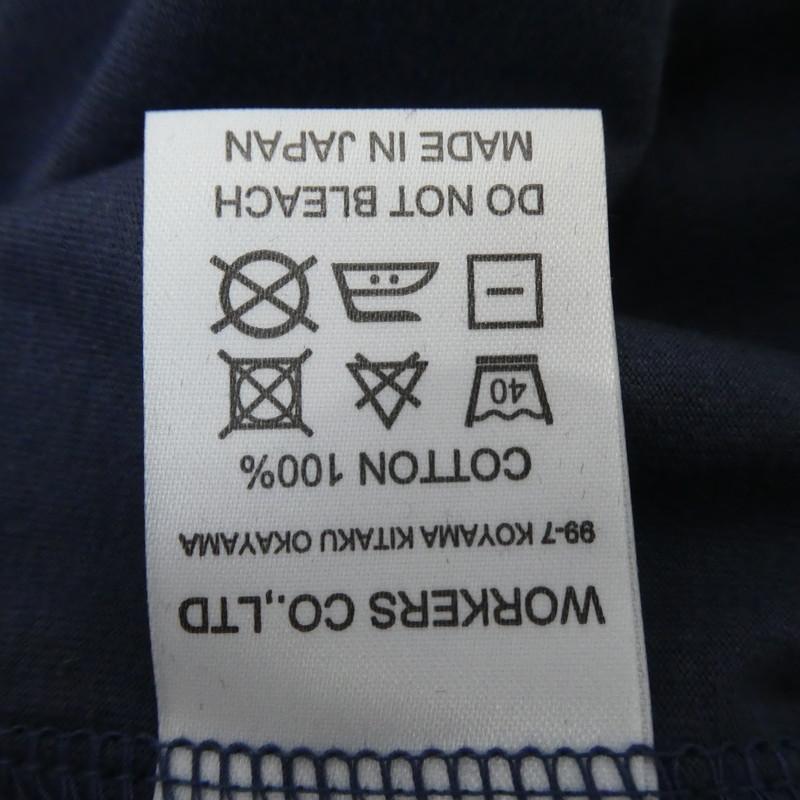 WORKERS CO.,LTD
99-7 KOYAMA KITAKU OKAYAMA
COTTON 100%
40
DO NOT BLEACH
MADE IN JAPAN